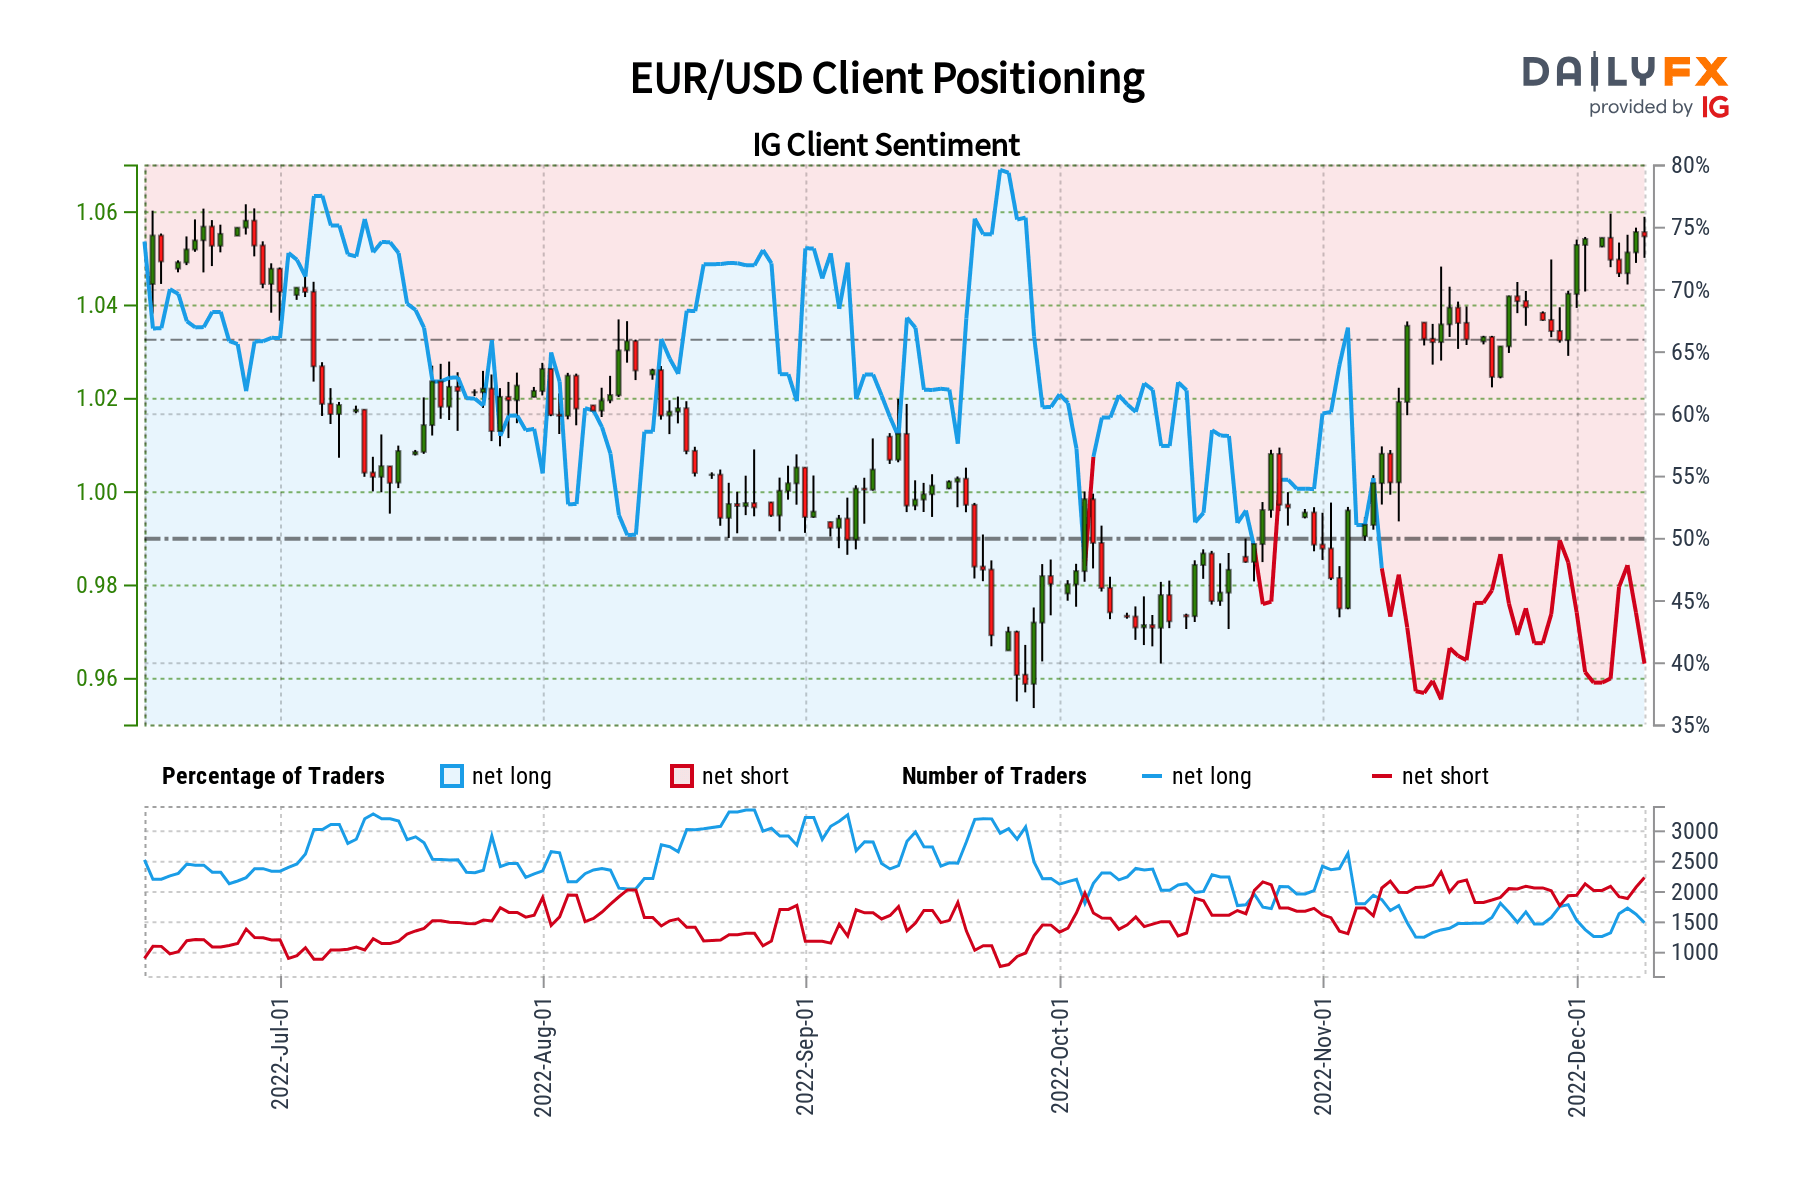 EUR/USD Client Positioning
DAILYFX
provided by IG
IG Client Sentiment
1.06
1.04
1.02
1.00
0.98
0.96
80%
75%
70%
65%
60%
55%
50%
45%
40%
35%
Percentage of Traders net long net short Number of Traders net long net short
3000
2500
2000
1500
1000
2022-Jul-01
2022-Aug-01
2022-Sep-01
2022-Oct-01
2022-Nov-01
2022-Dec-01